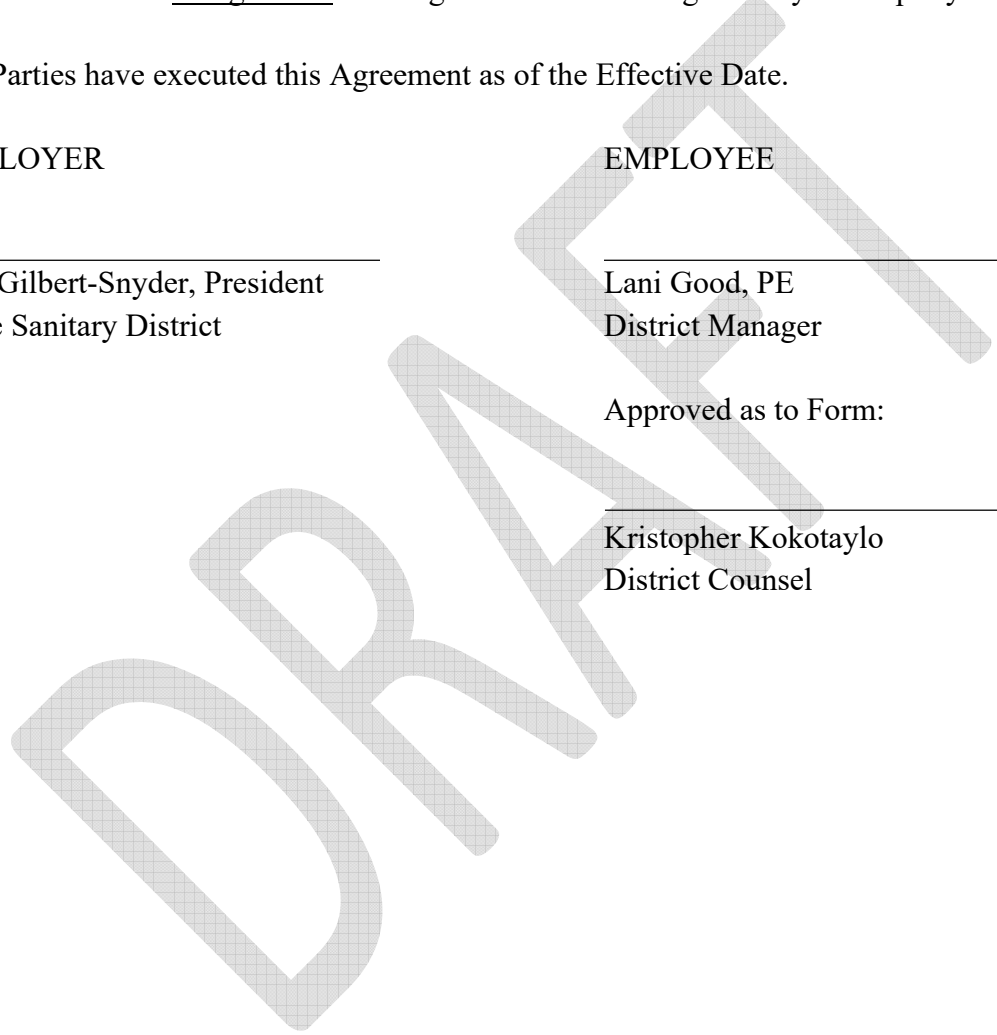 Parties have executed this Agreement as of the Effective Date.
LOYER
EMPLOYEE
Gilbert-Snyder, President
Sanitary District
Lani Good, PE
District Manager
Approved as to Form:
Kristopher Kokotaylo
District Counsel
DRAFT